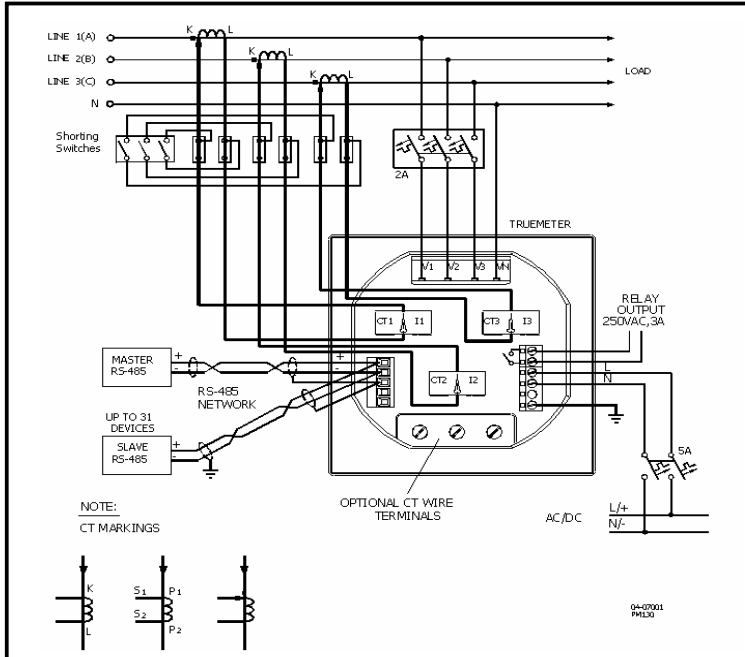 LINE 1(A)
LINE 2(B)
LINE 3(C)
N
K
L
K
L
K
L
LOAD
Shorting
Switches
2A
TRUEMETER
V1
V2
V3
VN
CT1
I1
CT3
I3
CT2
I2
RELAY
OUTPUT
250VAC,3A
L
N
MASTER
RS-485
+
-
RS-485
NETWORK
+
-
UP TO 31
DEVICES
SLAVE
RS-485
+
-
5A
OPTIONAL CT WIRE
TERMINALS
AC/DC
L/+
N/-
NOTE:
CT MARKINGS
K
L
S1
P1
S2
P2
04-07001
PM130